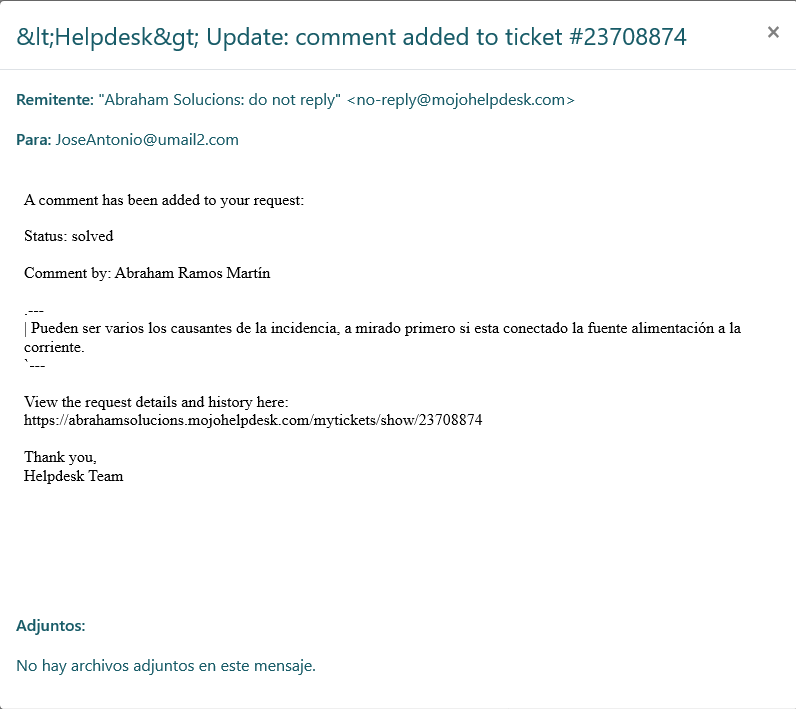 &lt;Helpdesk&gt; Update: comment added to ticket #23708874
×
Remitente: "Abraham Solucions: do not reply" <no-reply@mojohelpdesk.com>
Para: JoseAntonio@umail2.com
A comment has been added to your request:
Status: solved
Comment by: Abraham Ramos Martín
.---
| Pueden ser varios los causantes de la incidencia, a mirado primero si esta conectado la fuente alimentación a la
corriente.
`---
View the request details and history here:
https://abrahamsolucions.mojohelpdesk.com/mytickets/show/23708874
Thank you,
Helpdesk Team
Adjuntos:
No hay archivos adjuntos en este mensaje.